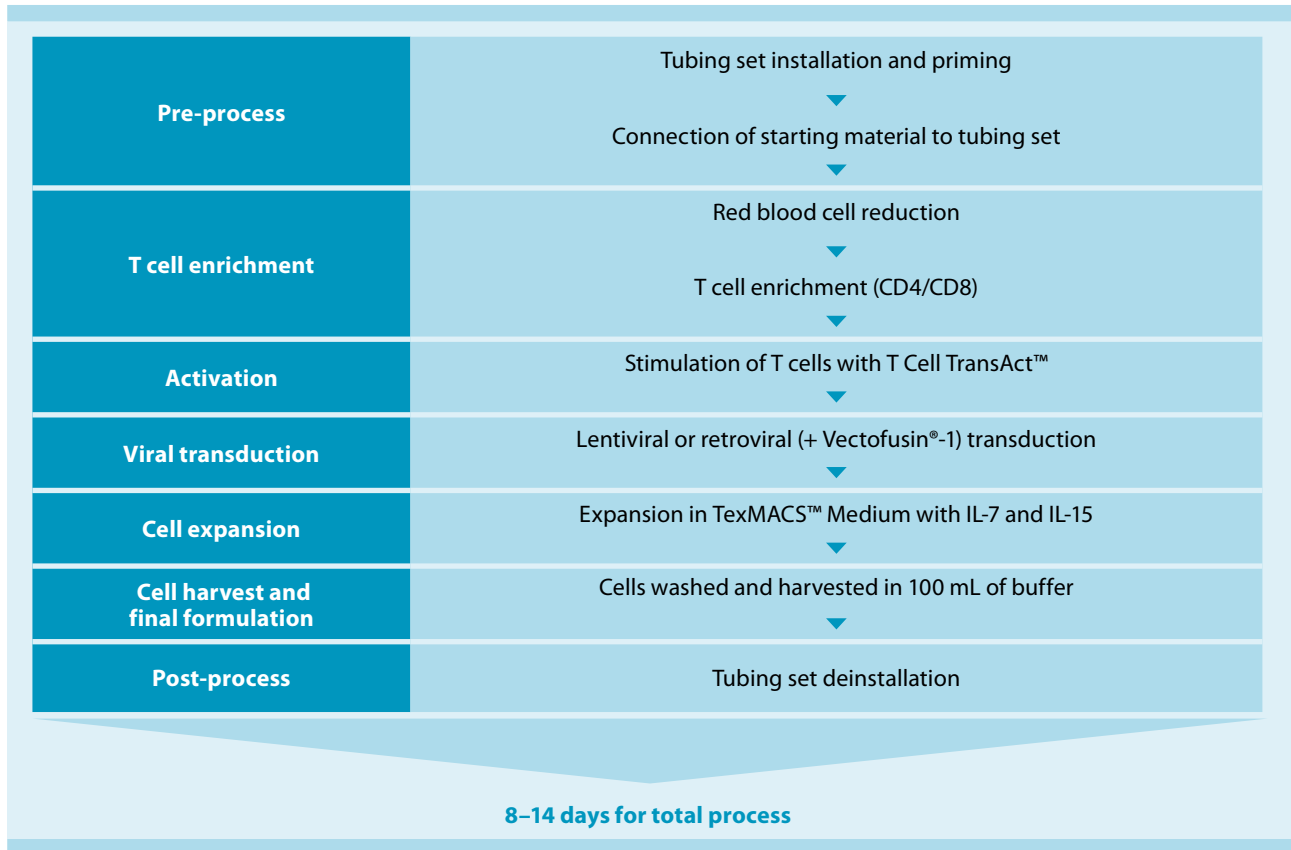 Pre-process
Tubing set installation and priming
Connection of starting material to tubing set
T cell enrichment
Red blood cell reduction
T cell enrichment (CD4/CD8)
Activation
Stimulation of T cells with T Cell TransAct™
Viral transduction
Lentiviral or retroviral (+ Vectofusin®-1) transduction
Cell expansion
Expansion in TexMACS™ Medium with IL-7 and IL-15
Cell harvest and
final formulation
Cells washed and harvested in 100 mL of buffer
Post-process
Tubing set deinstallation
8–14 days for total process